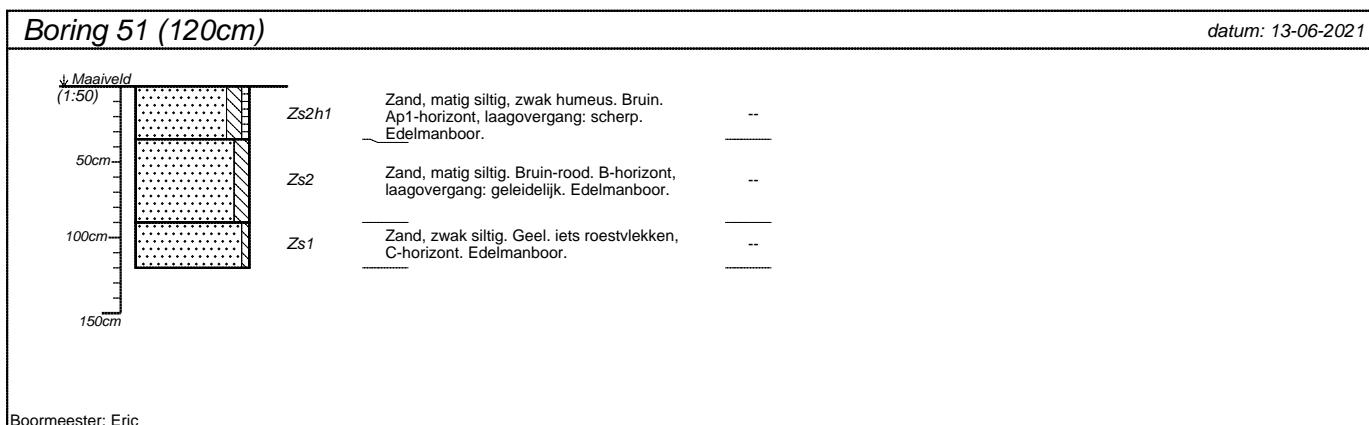 Boring 51 (120cm)
datum: 13-06-2021
Maaiveld
(1:50)
Zs2h1
Zand, matig siltig, zwak humeus. Bruin.
Ap1-horizont, laagovergang: scherp.
Edelmanboor.
--
50cm
Zs2
Zand, matig siltig. Bruin-rood. B-horizont,
laagovergang: geleidelijk. Edelmanboor.
--
100cm
Zs1
Zand, zwak siltig. Geel. iets roestvlekken,
C-horizont. Edelmanboor.
--
150cm
Boormeester: Eric